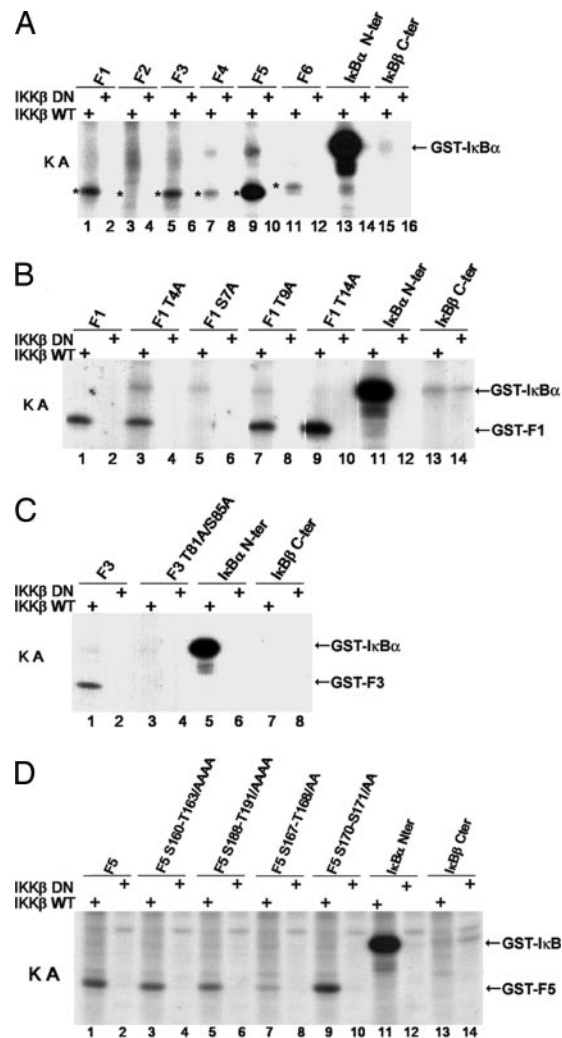 A
F1 F2 F3 F4 F5 F6 IκBα N-ter IκBβ C-ter
IKKβ DN + + + + + + + +
IKKβ WT + + + + + + + +
K A
←GST-IκBα
* * * * * *
1 2 3 4 5 6 7 8 9 10 11 12 13 14 15 16
B
F1 F1 T4A F1 S7A F1 T9A F1 T14A IκBα N-ter IκBβ C-ter
IKKβ DN + + + + + + +
IKKβ WT + + + + + + +
K A
←GST-IκBα
←GST-F1
1 2 3 4 5 6 7 8 9 10 11 12 13 14
C
F3 F3 T81A/S85A IκBα N-ter IκBβ C-ter
IKKβ DN + + + +
IKKβ WT + + + +
K A
←GST-IκBα
←GST-F3
1 2 3 4 5 6 7 8
D
F5 F5 S160-T163/AAAA F5 S188-T191/AAAA F5 S167-T168/AA F5 S170-S171/AA IκBα Nter IκBβ Cter
IKKβ DN + + + + + + +
IKKβ WT + + + + + + +
K A
←GST-IκB
←GST-F5
1 2 3 4 5 6 7 8 9 10 11 12 13 14